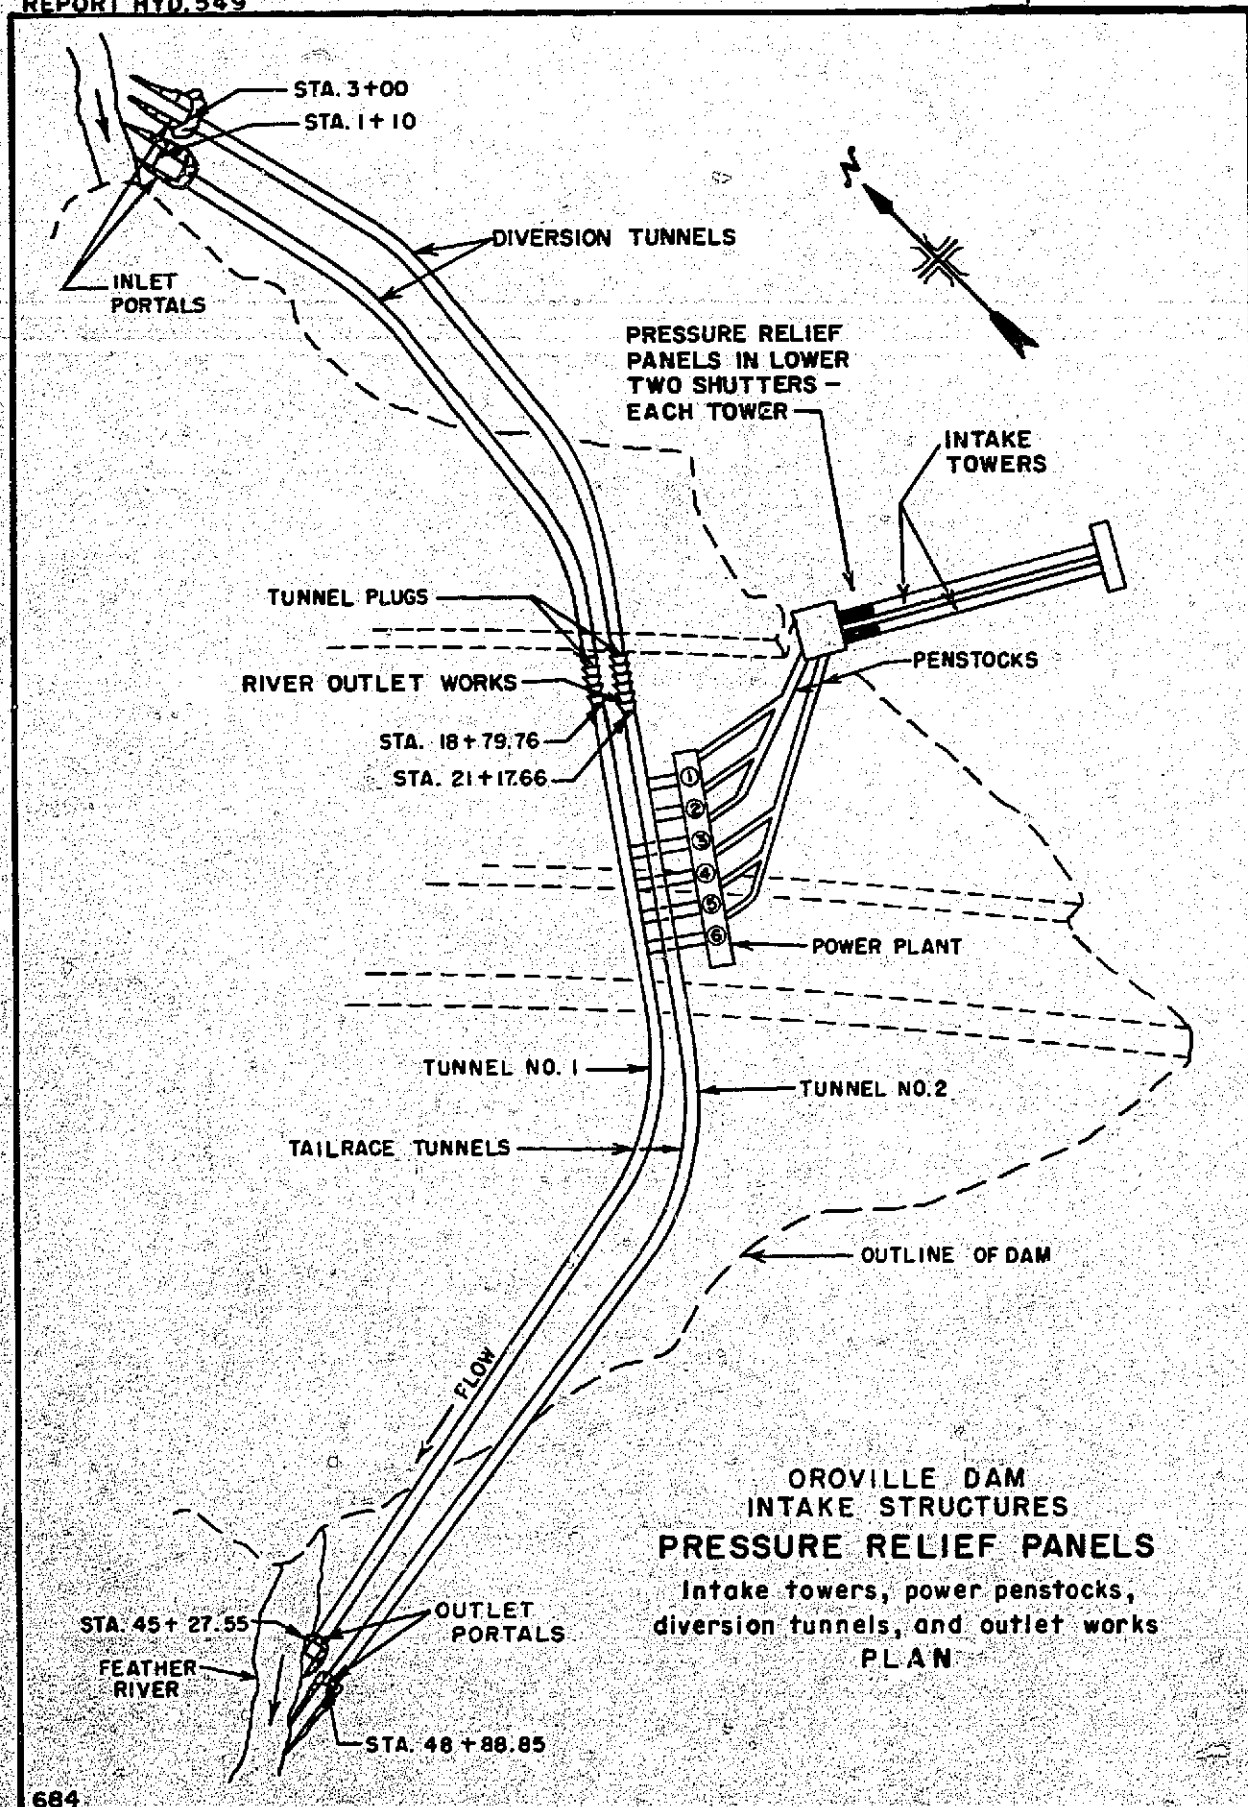 REPORT HYD. 549
STA. 3+00
STA. 1+10
N
DIVERSION TUNNELS
INLET
PORTALS
PRESSURE RELIEF
PANELS IN LOWER
TWO SHUTTERS -
EACH TOWER
INTAKE
TOWERS
TUNNEL PLUGS
PENSTOCKS
RIVER OUTLET WORKS
STA. 18+79.76
STA. 21+17.66
1
2
3
4
5
6
POWER PLANT
TUNNEL NO. 1
TUNNEL NO. 2
TAILRACE TUNNELS
OUTLINE OF DAM
FLOW
OROVILLE DAM
INTAKE STRUCTURES
PRESSURE RELIEF PANELS
Intake towers, power penstocks,
diversion tunnels, and outlet works
PLAN
STA. 45+27.55
OUTLET
PORTALS
FEATHER
RIVER
STA. 48+88.85
684